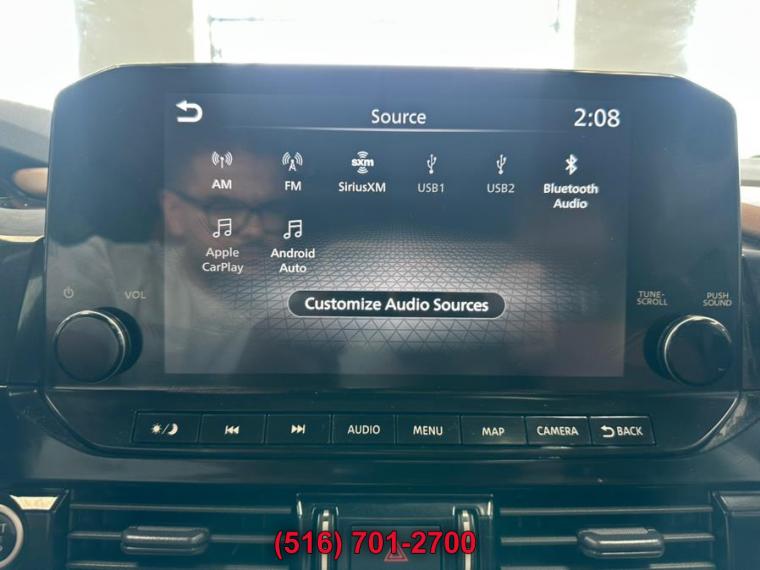 Source
2:08
AM
FM
sxm
SiriusXM
USB1
USB2
Bluetooth
Audio
Apple
CarPlay
Android
Auto
Customize Audio Sources
VOL
TUNE-
SCROLL
PUSH
SOUND
AUDIO
MENU
MAP
CAMERA
BACK
(516) 701-2700